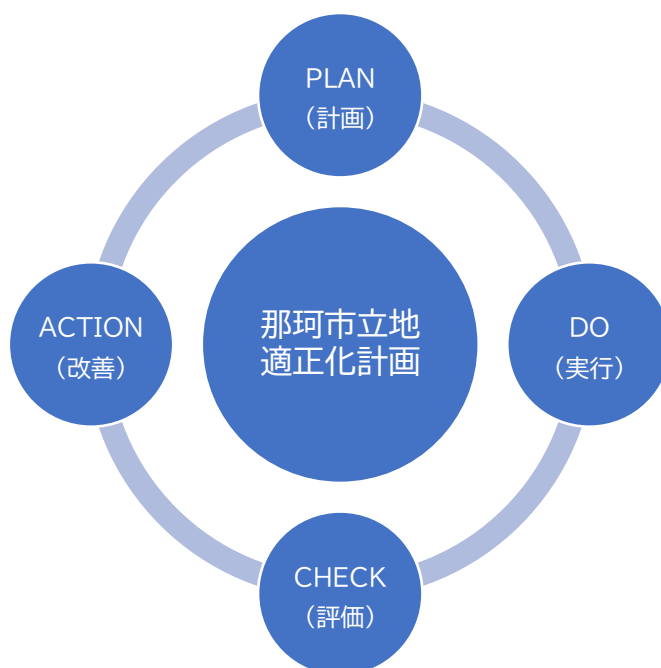 PLAN
（計画）
那珂市立地
適正化計画
ACTION
（改善）
DO
（実行）
CHECK
（評価）